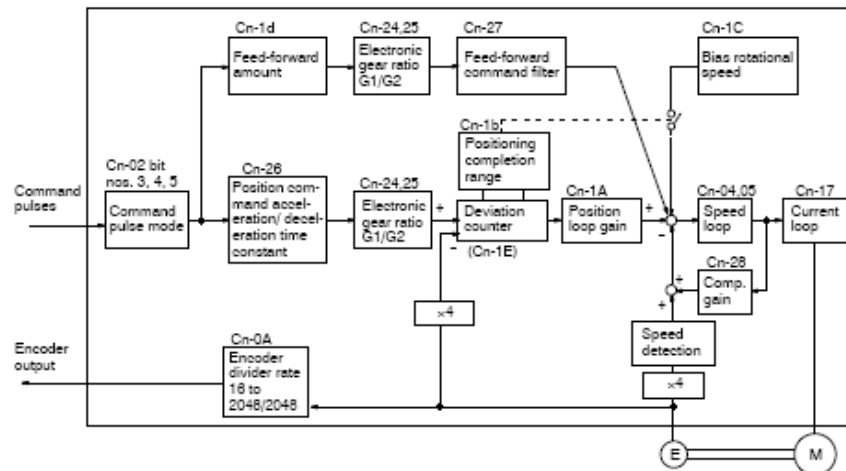 Cn-1d
Cn-24,25
Cn-27
Cn-1C
Feed-forward
amount
Electronic
gear ratio
G1/G2
Feed-forward
command filter
Bias rotational
speed
Cn-1b
Positioning
completion
range
Cn-02 bit
nos. 3, 4, 5
Cn-26
Cn-24,25
Cn-1A
Cn-04,05
Cn-17
Command
pulses
Command
pulse mode
Position com-
mand accel-
eration/ decel-
eration time
constant
Electronic
gear ratio
G1/G2
+
−
Deviation
counter
(Cn-1E)
Position
loop gain
+
−
Speed
loop
Current
loop
Cn-28
Comp.
gain
+
+
×4
Speed
detection
×4
Encoder
output
Cn-0A
Encoder
divider rate
16 to
2048/2048
E
M